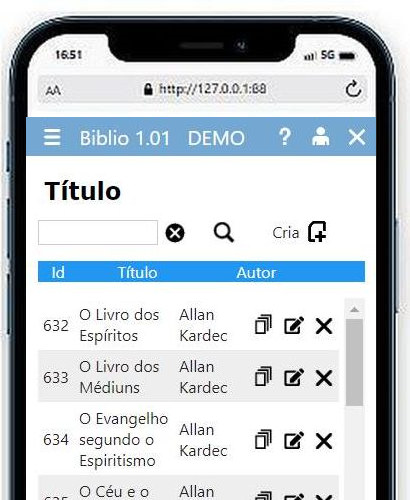 16:51 5G
AA http://127.0.0.1:88
Biblio 1.01 DEMO ?
Título
Cria
Id Título Autor
632 O Livro dos Espíritos Allan Kardec
633 O Livro dos Médiuns Allan Kardec
634 O Evangelho segundo o Espiritismo Allan Kardec
635 O Céu e o Allan